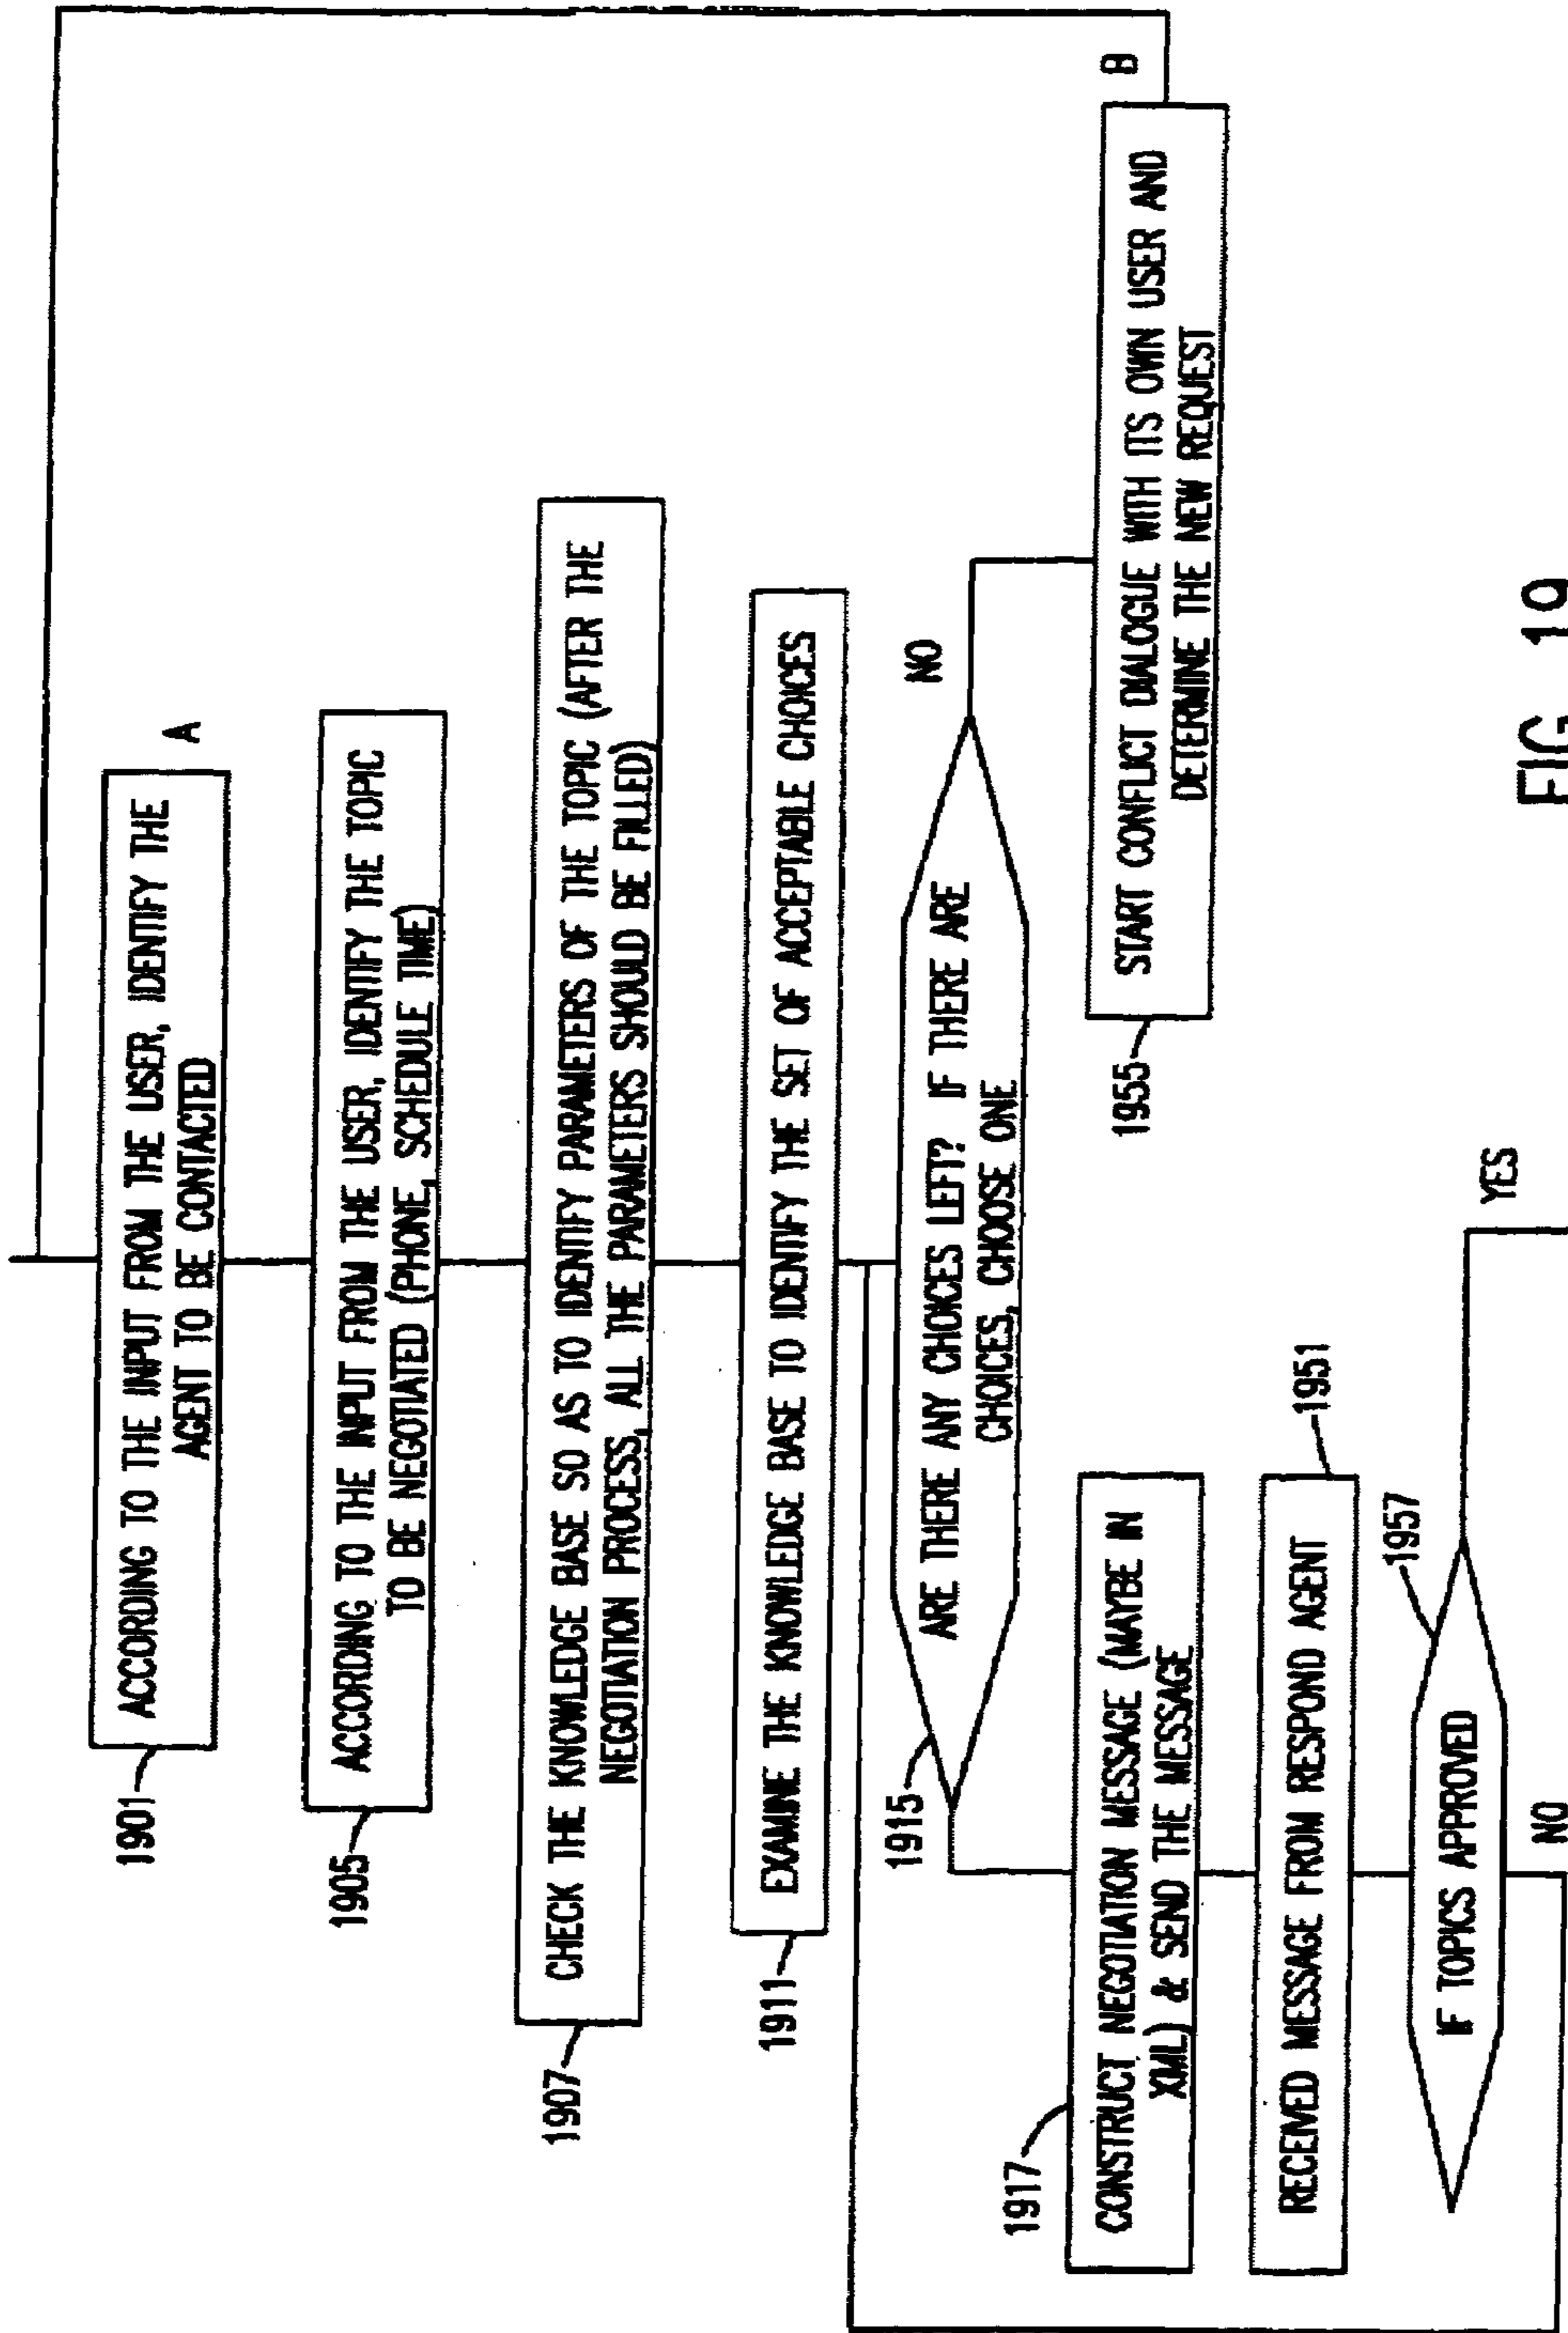 1901
ACCORDING TO THE INPUT FROM THE USER, IDENTIFY THE
AGENT TO BE CONTACTED
A
1905
ACCORDING TO THE INPUT FROM THE USER, IDENTIFY THE TOPIC
TO BE NEGOTIATED (PHONE, SCHEDULE TIME)
1907
CHECK THE KNOWLEDGE BASE SO AS TO IDENTIFY PARAMETERS OF THE TOPIC (AFTER THE
NEGOTIATION PROCESS, ALL THE PARAMETERS SHOULD BE FILLED)
1911
EXAMINE THE KNOWLEDGE BASE TO IDENTIFY THE SET OF ACCEPTABLE CHOICES
1915
ARE THERE ANY CHOICES LEFT? IF THERE ARE
CHOICES, CHOOSE ONE
NO
1917
CONSTRUCT NEGOTIATION MESSAGE (MAYBE IN
XML) & SEND THE MESSAGE
1955
START CONFLICT DIALOGUE WITH ITS OWN USER AND
DETERMINE THE NEW REQUEST
B
RECEIVED MESSAGE FROM RESPOND AGENT
1951
1957
IF TOPICS APPROVED
YES
NO
FIG. 19